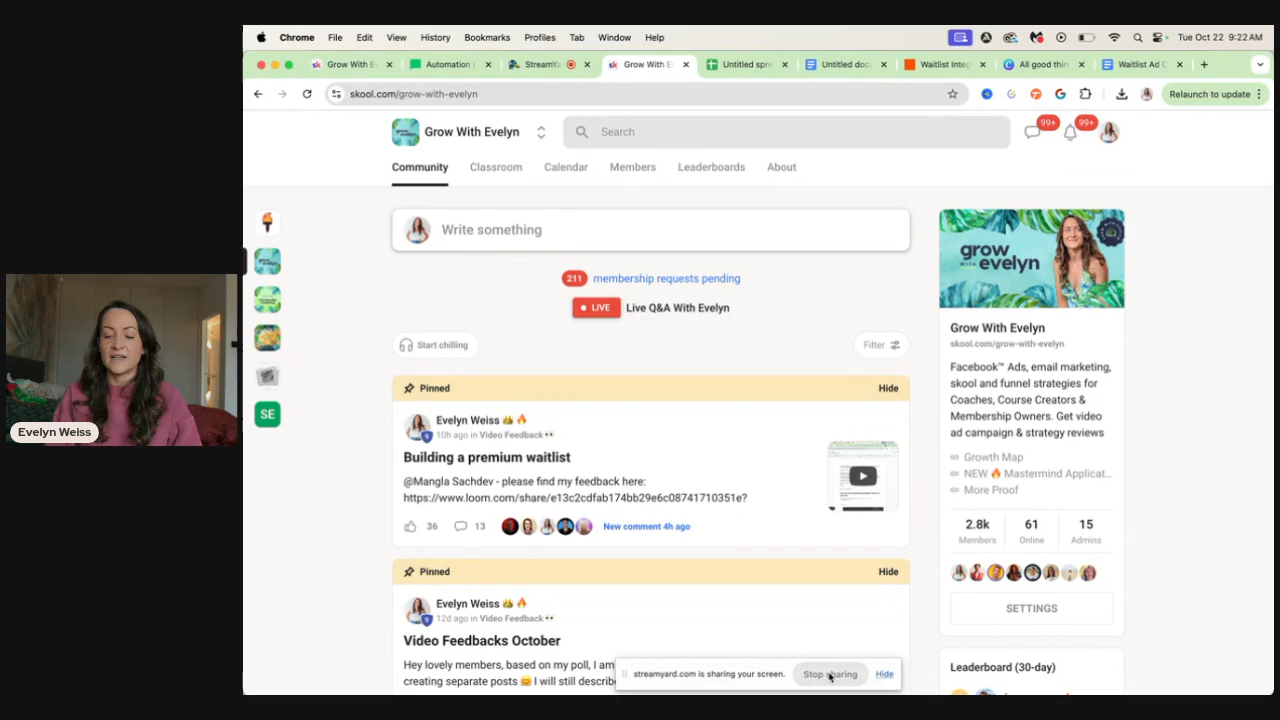 Chrome File Edit View History Bookmarks Profiles Tab Window Help
Tue Oct 22 9:22 AM
Grow With E
Automation
StreamYa
Grow With E
Untitled spre
Untitled doc
Waitlist Integ
All good thin
Waitlist Ad C
skool.com/grow-with-evelyn
Relaunch to update
Grow With Evelyn
Search
99+
99+
Community Classroom Calendar Members Leaderboards About
Write something
211 membership requests pending
LIVE Live Q&A With Evelyn
Start chilling
Filter
Pinned
Hide
Evelyn Weiss
10h ago in Video Feedback
Building a premium waitlist
@Mangla Sachdev - please find my feedback here:
https://www.loom.com/share/e13c2cdfab174bb29e6c08741710351e?
36 13 New comment 4h ago
Pinned
Hide
Evelyn Weiss
12d ago in Video Feedback
Video Feedbacks October
Hey lovely members, based on my poll, I am
creating separate posts 🤗 I will still describe
streamyard.com is sharing your screen. Stop sharing Hide
SE
grow
with evelyn
Grow With Evelyn
skool.com/grow-with-evelyn
Facebook™ Ads, email marketing,
skool and funnel strategies for
Coaches, Course Creators &
Membership Owners. Get video
ad campaign & strategy reviews
Growth Map
NEW 🔥 Mastermind Applicat...
More Proof
2.8k 61 15
Members Online Admins
SETTINGS
Leaderboard (30-day)
Evelyn Weiss